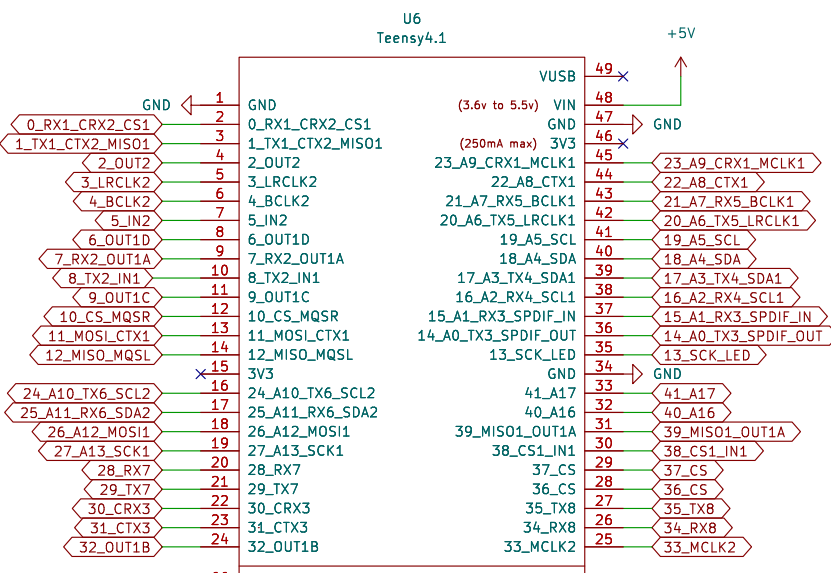 U6
Teensy4.1
+5V
VUSB 49
GND 1 GND
(3.6v to 5.5v) VIN 48
0_RX1_CRX2_CS1 2 0_RX1_CRX2_CS1
GND 47 GND
1_TX1_CTX2_MISO1 3 1_TX1_CTX2_MISO1
(250mA max) 3V3 46
2_OUT2 4 2_OUT2
23_A9_CRX1_MCLK1 45 23_A9_CRX1_MCLK1
3_LRCLK2 5 3_LRCLK2
22_A8_CTX1 44 22_A8_CTX1
4_BCLK2 6 4_BCLK2
21_A7_RX5_BCLK1 43 21_A7_RX5_BCLK1
5_IN2 7 5_IN2
20_A6_TX5_LRCLK1 42 20_A6_TX5_LRCLK1
6_OUT1D 8 6_OUT1D
19_A5_SCL 41 19_A5_SCL
7_RX2_OUT1A 9 7_RX2_OUT1A
18_A4_SDA 40 18_A4_SDA
8_TX2_IN1 10 8_TX2_IN1
17_A3_TX4_SDA1 39 17_A3_TX4_SDA1
9_OUT1C 11 9_OUT1C
16_A2_RX4_SCL1 38 16_A2_RX4_SCL1
10_CS_MQSR 12 10_CS_MQSR
15_A1_RX3_SPDIF_IN 37 15_A1_RX3_SPDIF_IN
11_MOSI_CTX1 13 11_MOSI_CTX1
14_A0_TX3_SPDIF_OUT 36 14_A0_TX3_SPDIF_OUT
12_MISO_MQSL 14 12_MISO_MQSL
13_SCK_LED 35 13_SCK_LED
15 3V3
GND 34 GND
24_A10_TX6_SCL2 16 24_A10_TX6_SCL2
41_A17 33 41_A17
25_A11_RX6_SDA2 17 25_A11_RX6_SDA2
40_A16 32 40_A16
26_A12_MOSI1 18 26_A12_MOSI1
39_MISO1_OUT1A 31 39_MISO1_OUT1A
27_A13_SCK1 19 27_A13_SCK1
38_CS1_IN1 30 38_CS1_IN1
28_RX7 20 28_RX7
37_CS 29 37_CS
29_TX7 21 29_TX7
36_CS 28 36_CS
30_CRX3 22 30_CRX3
35_TX8 27 35_TX8
31_CTX3 23 31_CTX3
34_RX8 26 34_RX8
32_OUT1B 24 32_OUT1B
33_MCLK2 25 33_MCLK2